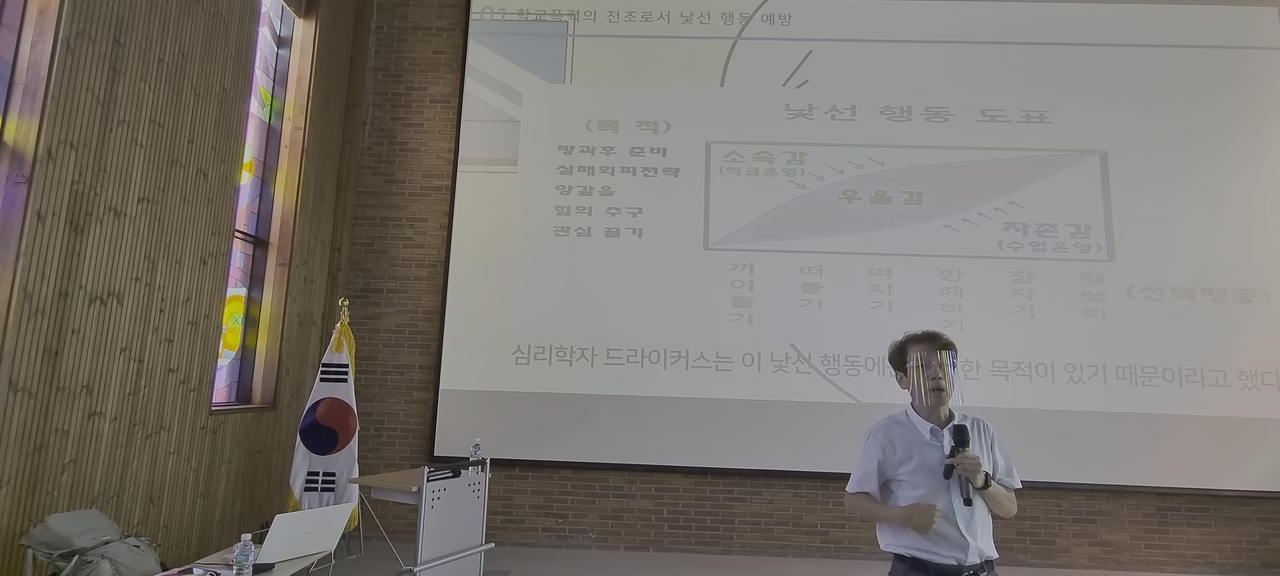 01 학교폭력의 전조로서 낯선 행동 예방
낯선 행동 도표
(목 적)
방과후 준비
실패회피전략
앙갚음
힘의 추구
관심 끌기
소속감
(학급운영)
우울감
자존감
(수업운영)
끼어들기
떠들기
따지기
방해하기
잠자기
땡땡이
(선택행동)
심리학자 드라이커스는 이 낯선 행동에 한 목적이 있기 때문이라고 했다